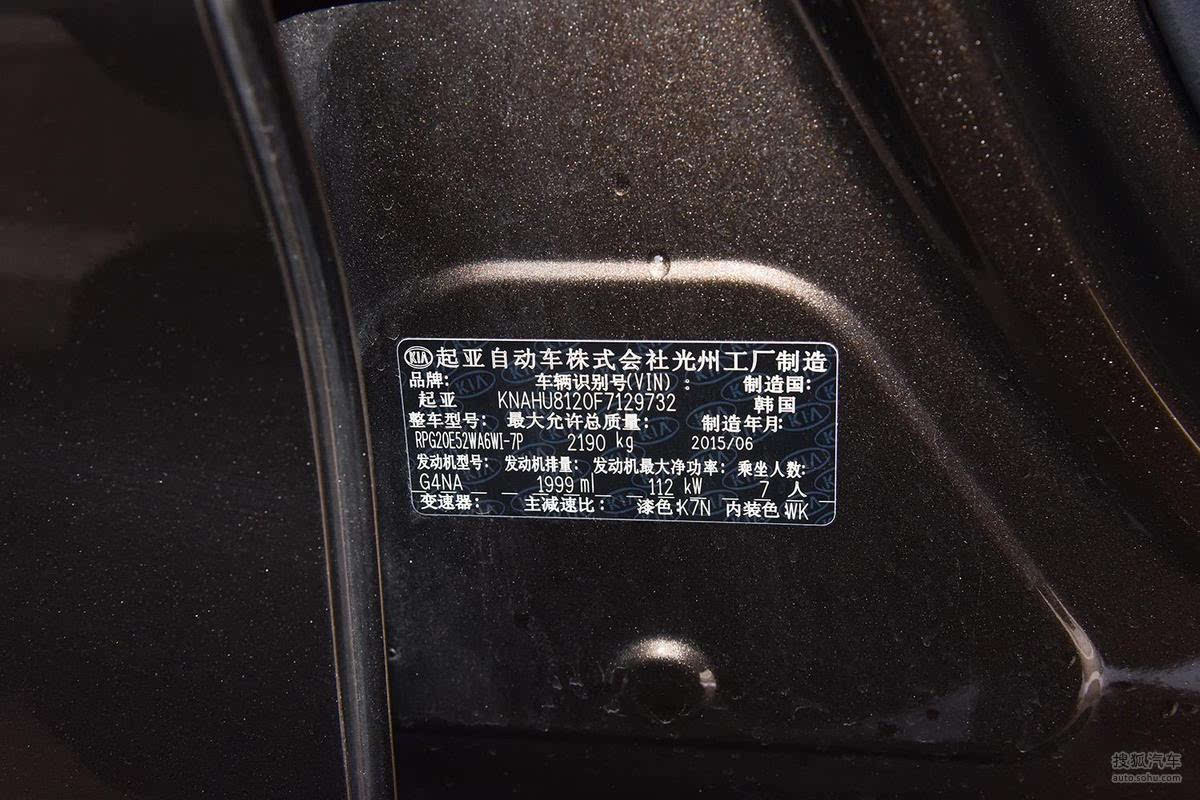 KIA 起亚自动车株式会社光州工厂制造
品牌: 车辆识别号(VIN) : 制造国:
起亚 KNAHU8120F7129732 韩国
整车型号: 最大允许总质量: 制造年月:
RPG20E52WA6WI-7P 2190 kg 2015/06
发动机型号: 发动机排量: 发动机最大净功率: 乘坐人数:
G4NA 1999 ml 112 kW 7 人
变速器: 主减速比: 漆色:K7N 内装色:WK
搜狐汽车
auto.sohu.com